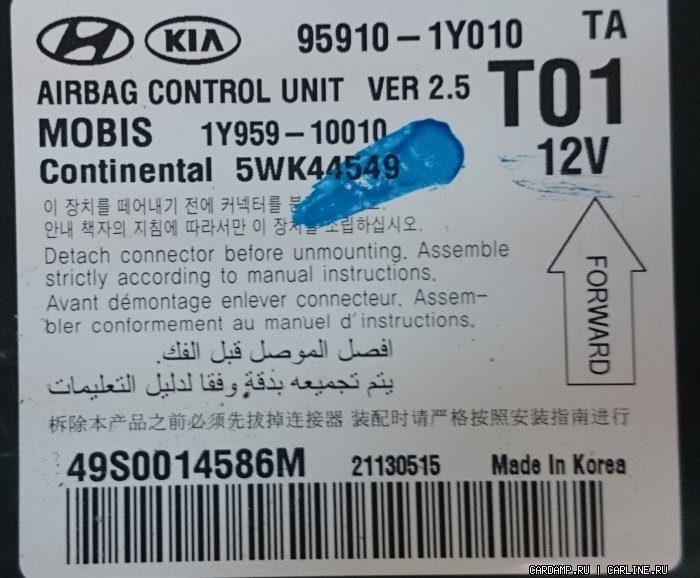 HYUNDAI KIA 95910-1Y010 TA
AIRBAG CONTROL UNIT VER 2.5 T01
MOBIS 1Y959-10010
Continental 5WK44549 12V
이 장치를 떼어내기 전에 커넥터를
안내 책자의 지침에 따라서만 이 장치를 조립하십시오.
Detach connector before unmounting. Assemble
strictly according to manual instructions.
Avant démontage enlever connecteur. Assem-
bler conformement au manuel d'instructions.
FORWARD
افصل الموصل قبل الفك.
يتم تجميعه بدقة وفقا لدليل التعليمات
拆除本产品之前必须先拔掉连接器 装配时请严格按照安装指南进行
49S0014586M 21130515 Made In Korea
CARDAMP.RU | CARLINE.RU